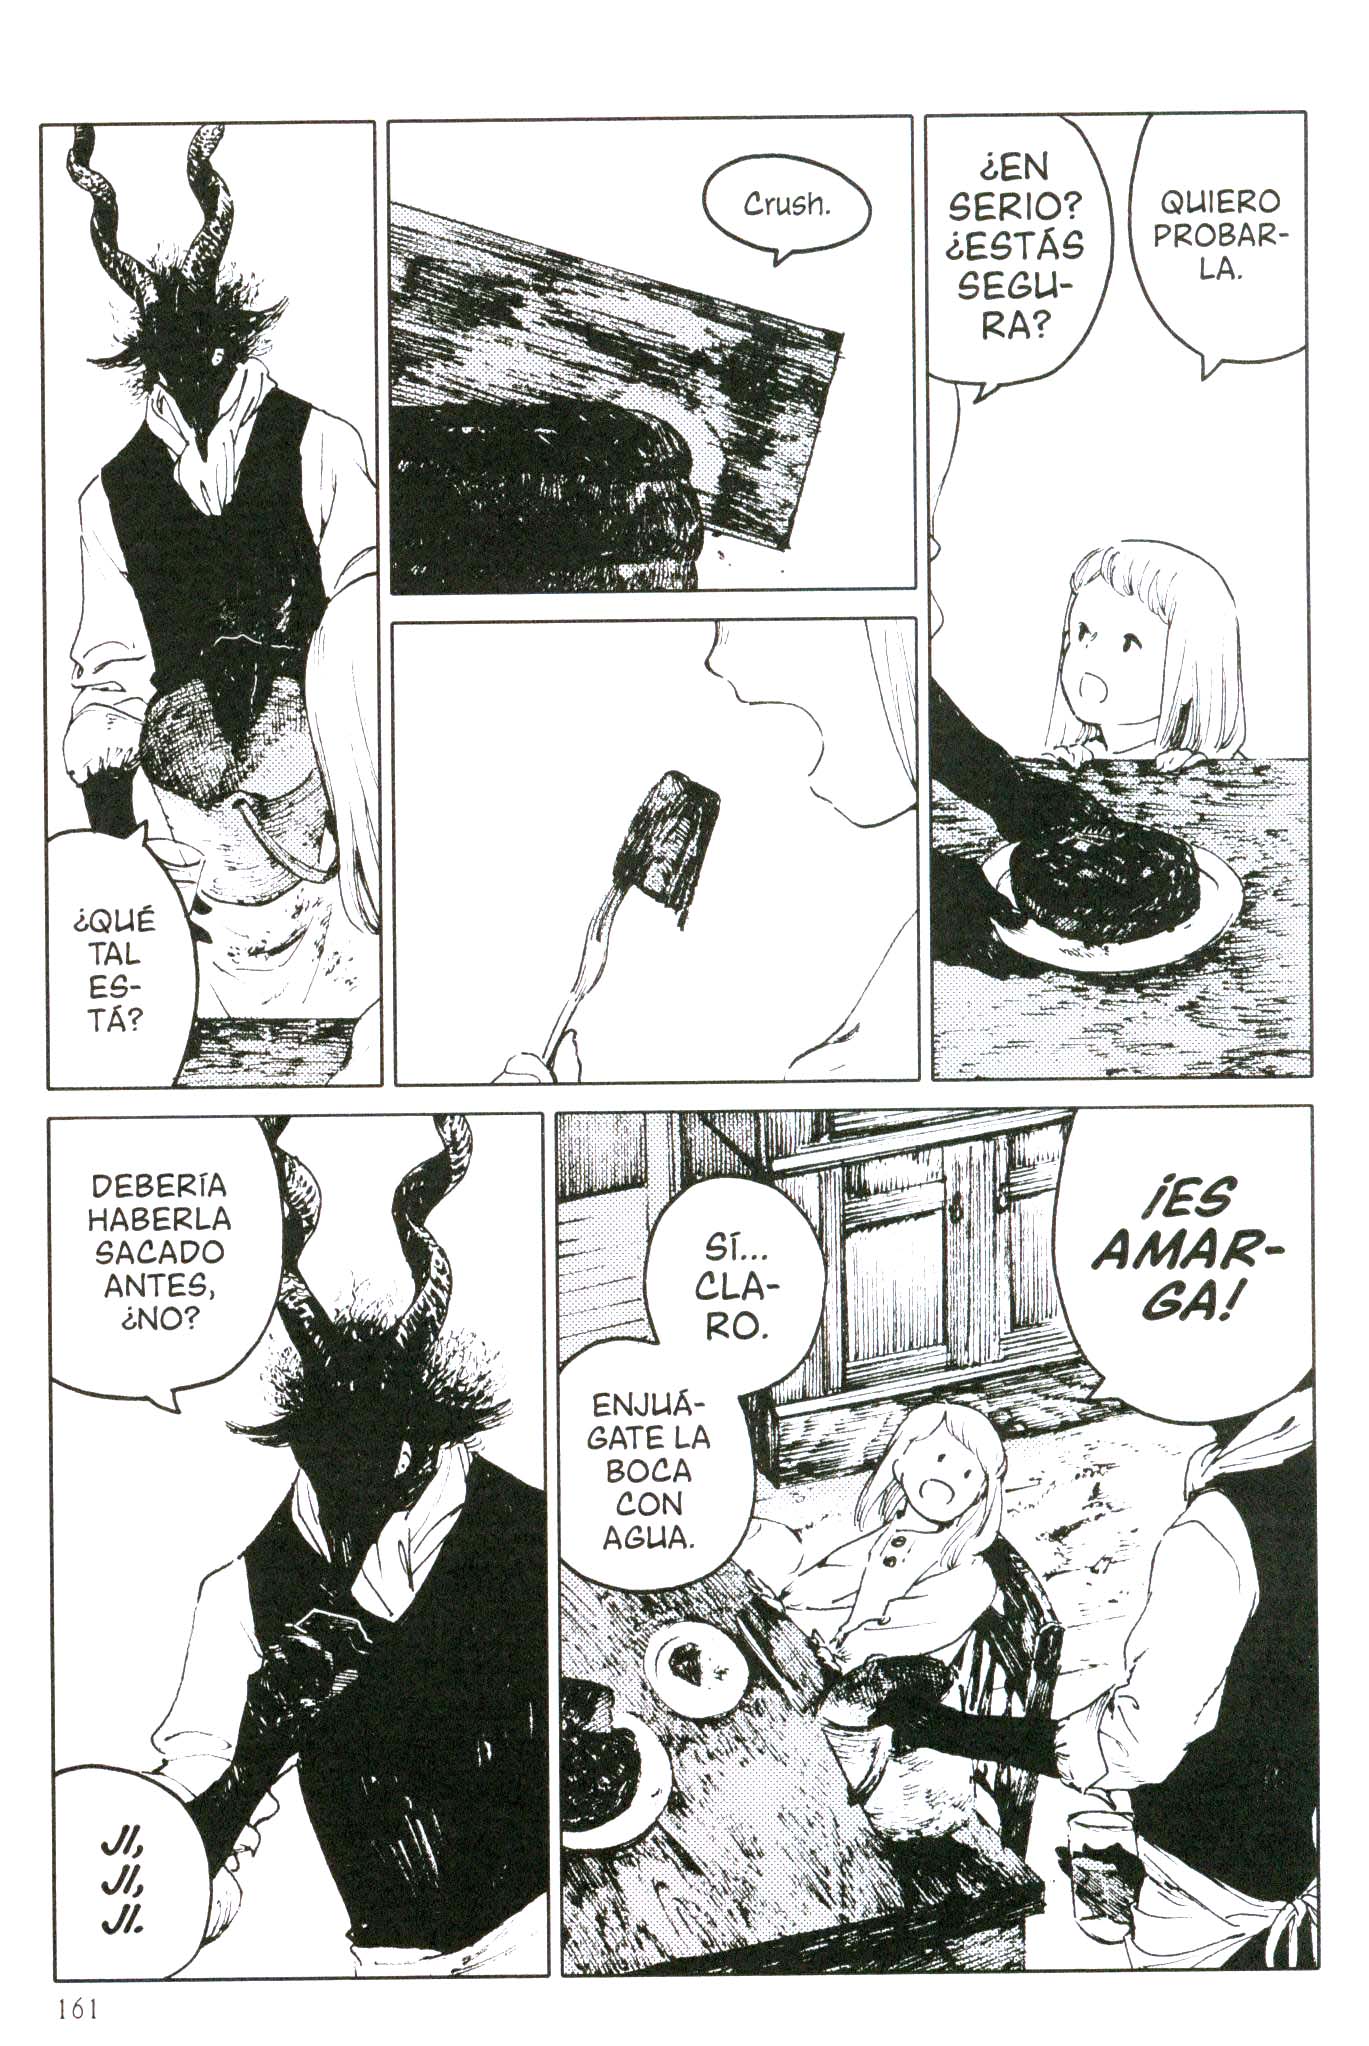 QUIERO
PROBAR-
LA.
¿EN
SERIO?
¿ESTÁS
SEGU-
RA?
Crush.
¿QUÉ
TAL
ES-
TÁ?
¡ES
AMAR-
GA!
SÍ...
CLA-
RO.
ENJUÁ-
GATE LA
BOCA
CON
AGUA.
DEBERÍA
HABERLA
SACADO
ANTES,
¿NO?
JI,
JI,
JI.
161